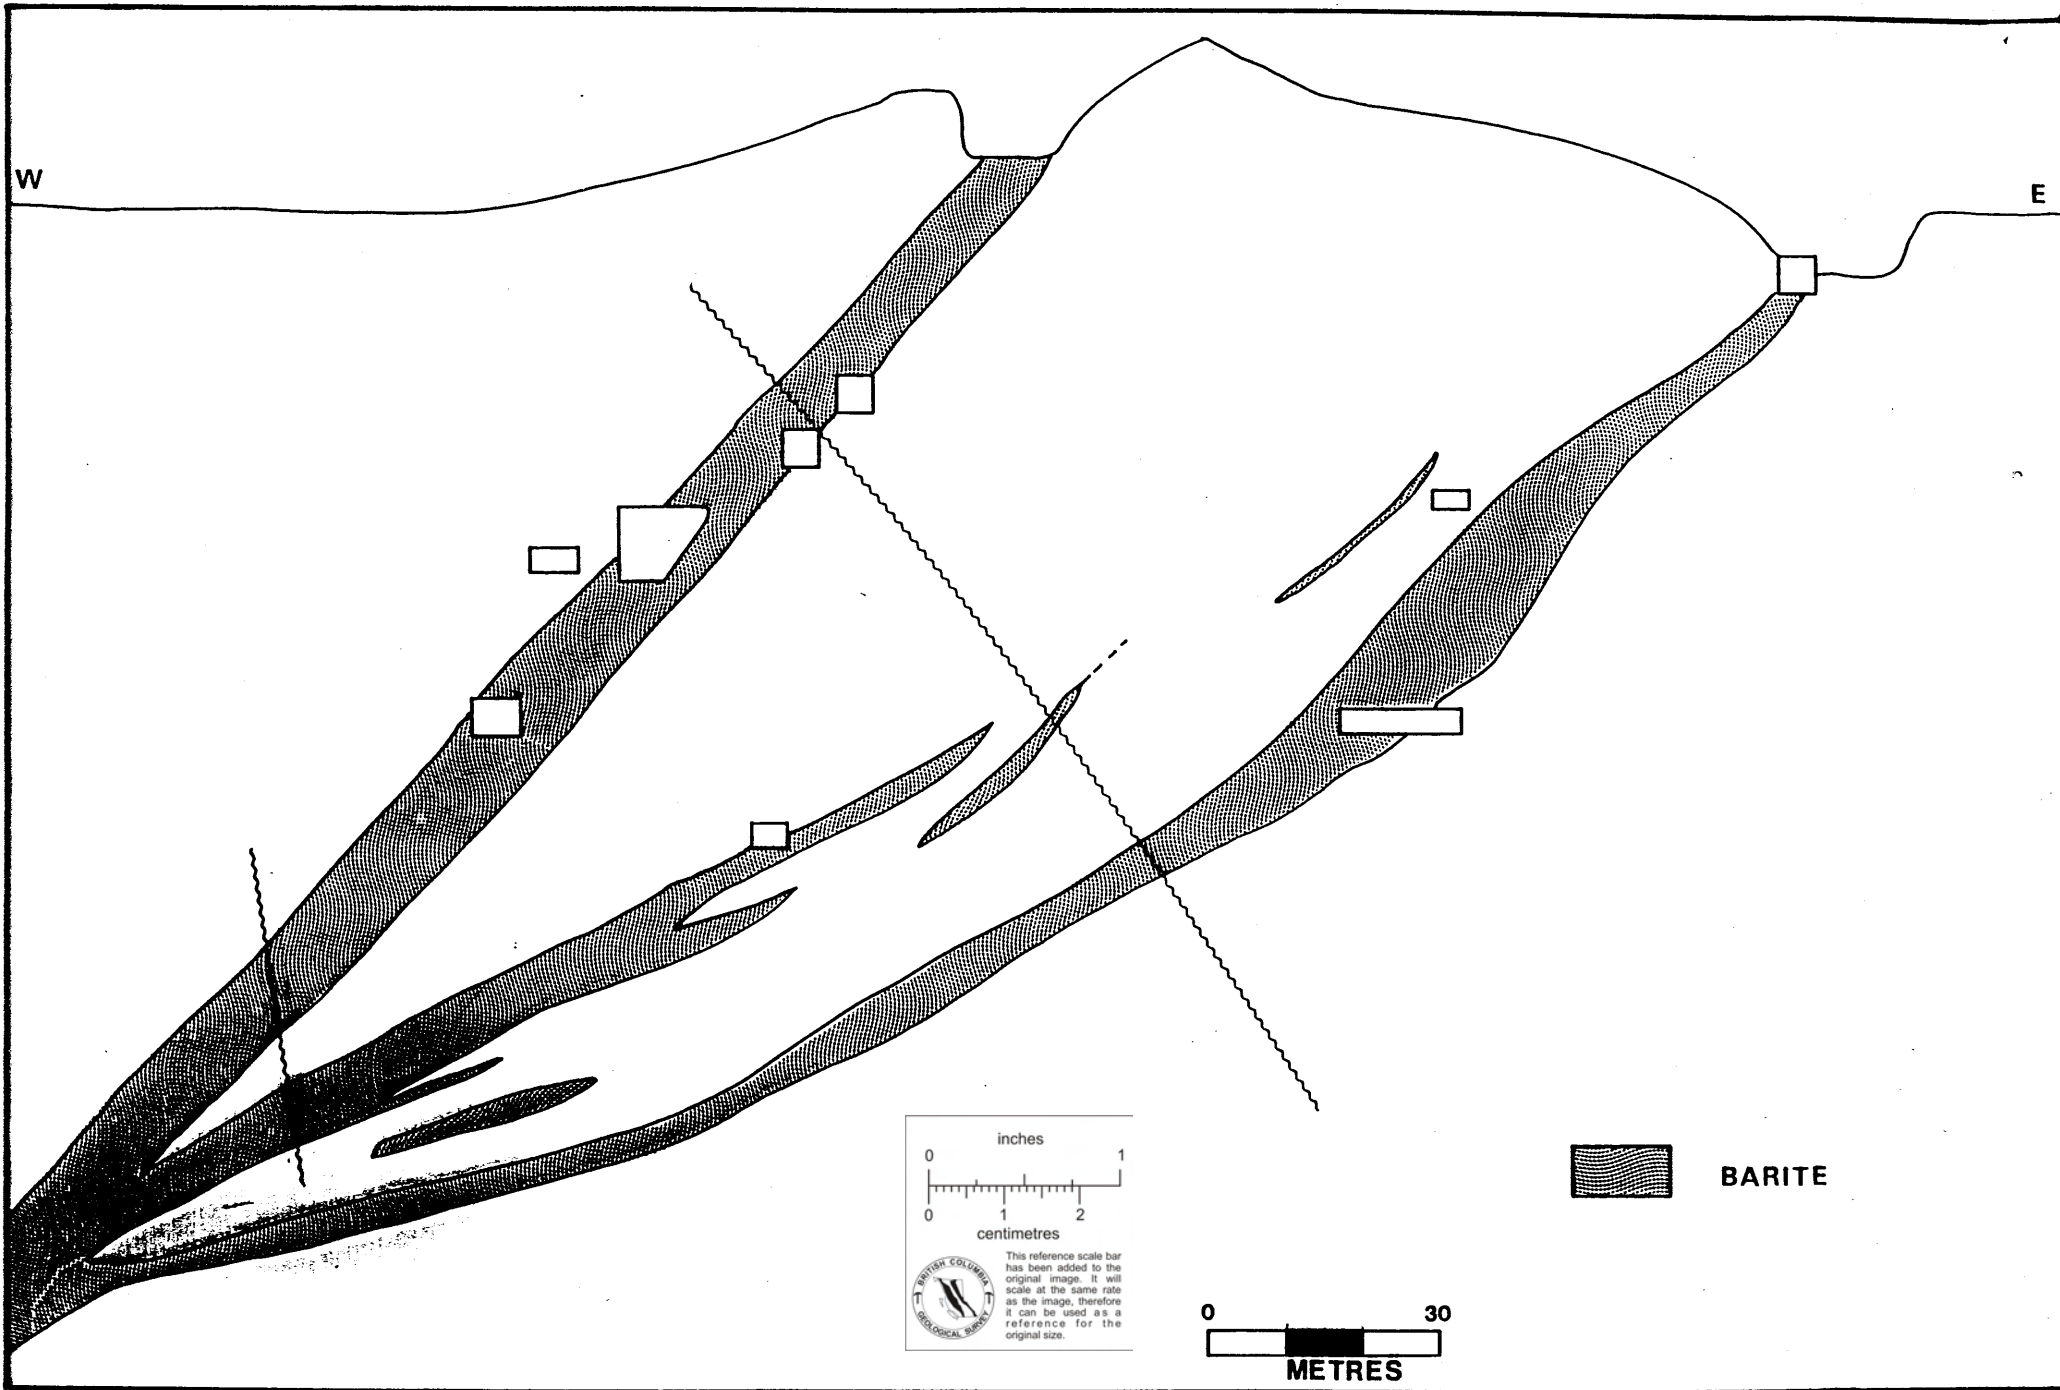 W
E
inches
0 1
0 1 2
centimetres
This reference scale bar
has been added to the
original image. It will
scale at the same rate
as the image, therefore
it can be used as a
reference for the
original size.
BRITISH COLUMBIA
GEOLOGICAL SURVEY
BARITE
0 30
METRES